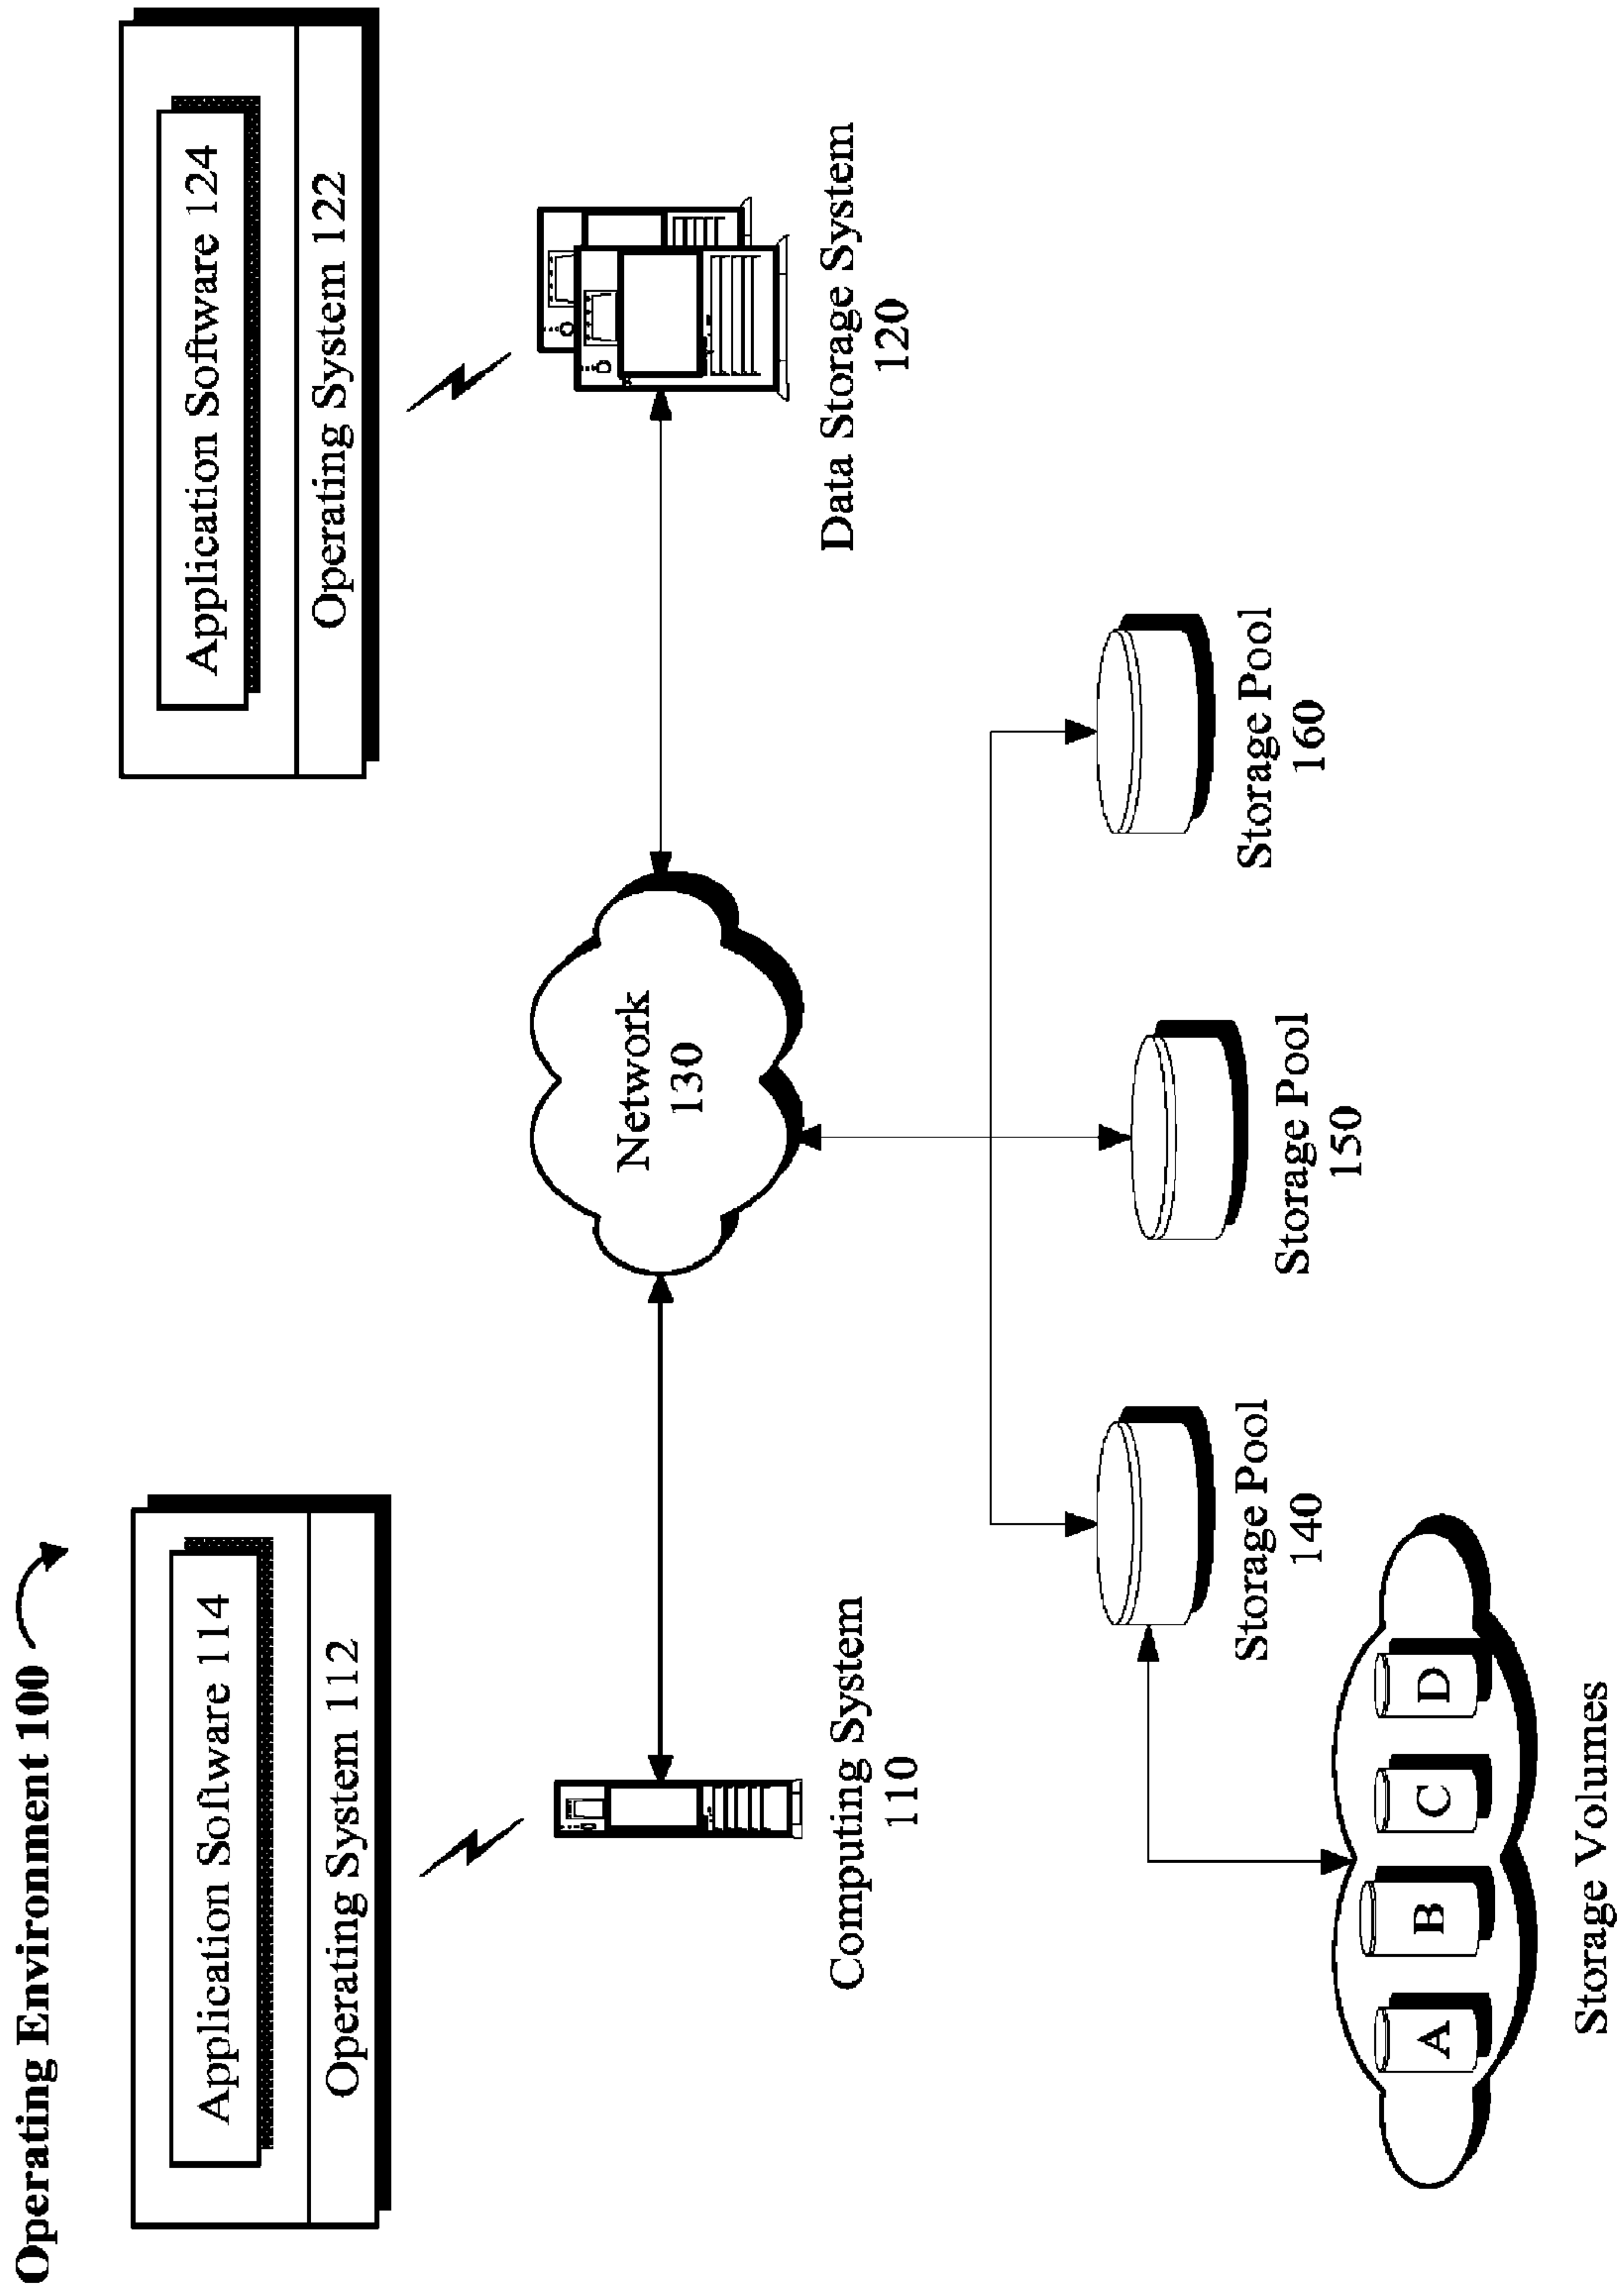 Operating Environment 100
Application Software 114
Operating System 112
Application Software 124
Operating System 122
Network
130
Computing System
110
Data Storage System
120
Storage Pool
140
Storage Pool
150
Storage Pool
160
A
B
C
D
Storage Volumes